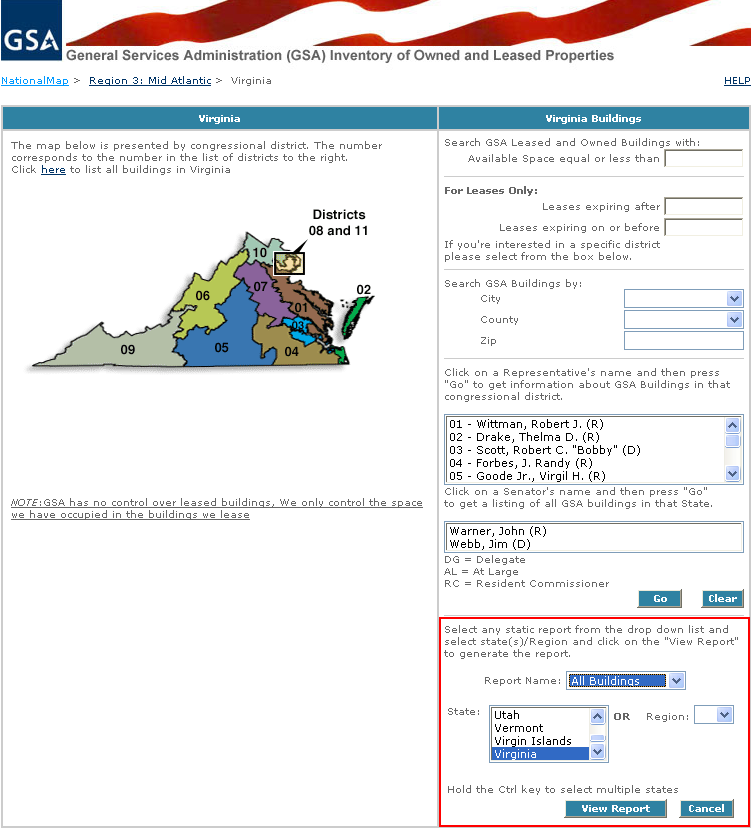 GSA
General Services Administration (GSA) Inventory of Owned and Leased Properties
NationalMap > Region 3: Mid Atlantic > Virginia
HELP
Virginia
The map below is presented by congressional district. The number
corresponds to the number in the list of districts to the right.
Click here to list all buildings in Virginia
Districts
08 and 11
10
07
06
02
01
03
09
05
04
NOTE:GSA has no control over leased buildings, We only control the space
we have occupied in the buildings we lease
Virginia Buildings
Search GSA Leased and Owned Buildings with:
Available Space equal or less than
For Leases Only:
Leases expiring after
Leases expiring on or before
If you're interested in a specific district
please select from the box below.
Search GSA Buildings by:
City
County
Zip
Click on a Representative's name and then press
"Go" to get information about GSA Buildings in that
congressional district.
01 - Wittman, Robert J. (R)
02 - Drake, Thelma D. (R)
03 - Scott, Robert C. "Bobby" (D)
04 - Forbes, J. Randy (R)
05 - Goode Jr., Virgil H. (R)
Click on a Senator's name and then press "Go"
to get a listing of all GSA buildings in that State.
Warner, John (R)
Webb, Jim (D)
DG = Delegate
AL = At Large
RC = Resident Commissioner
Go Clear
Select any static report from the drop down list and
select state(s)/Region and click on the "View Report"
to generate the report.
Report Name: All Buildings
State:
Utah
Vermont
Virgin Islands
Virginia
OR Region:
Hold the Ctrl key to select multiple states
View Report Cancel